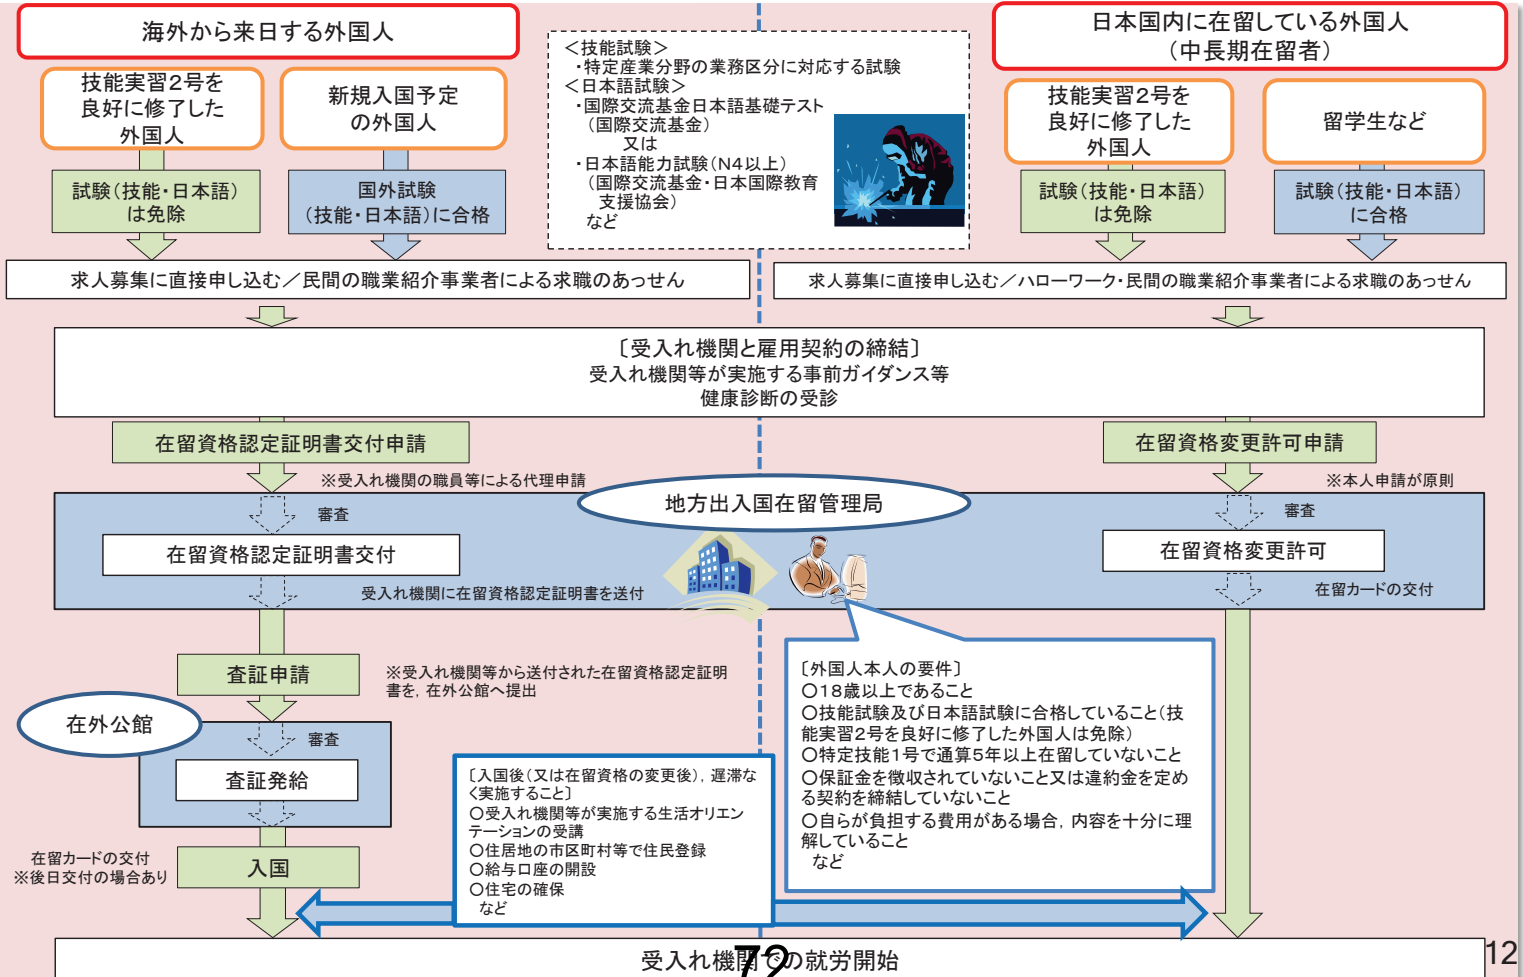 海外から来日する外国人
技能実習2号を
良好に修了した
外国人
新規入国予定
の外国人
試験(技能・日本語)
は免除
国外試験
(技能・日本語)に合格
求人募集に直接申し込む/民間の職業紹介事業者による求職のあっせん
<技能試験>
・特定産業分野の業務区分に対応する試験
<日本語試験>
・国際交流基金日本語基礎テスト
(国際交流基金)
又は
・日本語能力試験(N4以上)
(国際交流基金・日本国際教育
支援協会)
など
日本国内に在留している外国人
(中長期在留者)
技能実習2号を
良好に修了した
外国人
留学生など
試験(技能・日本語)
は免除
試験(技能・日本語)
に合格
求人募集に直接申し込む/ハローワーク・民間の職業紹介事業者による求職のあっせん
〔受入れ機関と雇用契約の締結〕
受入れ機関等が実施する事前ガイダンス等
健康診断の受診
在留資格認定証明書交付申請
※受入れ機関の職員等による代理申請
在留資格変更許可申請
※本人申請が原則
地方出入国在留管理局
審査
在留資格認定証明書交付
受入れ機関に在留資格認定証明書を送付
審査
在留資格変更許可
在留カードの交付
査証申請
※受入れ機関等から送付された在留資格認定証明
書を,在外公館へ提出
在外公館
審査
査証発給
在留カードの交付
※後日交付の場合あり
入国
〔入国後(又は在留資格の変更後),遅滞な
く実施すること〕
○受入れ機関等が実施する生活オリエン
テーションの受講
○住居地の市区町村等で住民登録
○給与口座の開設
○住宅の確保
など
〔外国人本人の要件〕
○18歳以上であること
○技能試験及び日本語試験に合格していること(技
能実習2号を良好に修了した外国人は免除)
○特定技能1号で通算5年以上在留していないこと
○保証金を徴収されていないこと又は違約金を定め
る契約を締結していないこと
○自らが負担する費用がある場合,内容を十分に理
解していること
など
受入れ機関での就労開始
72
12